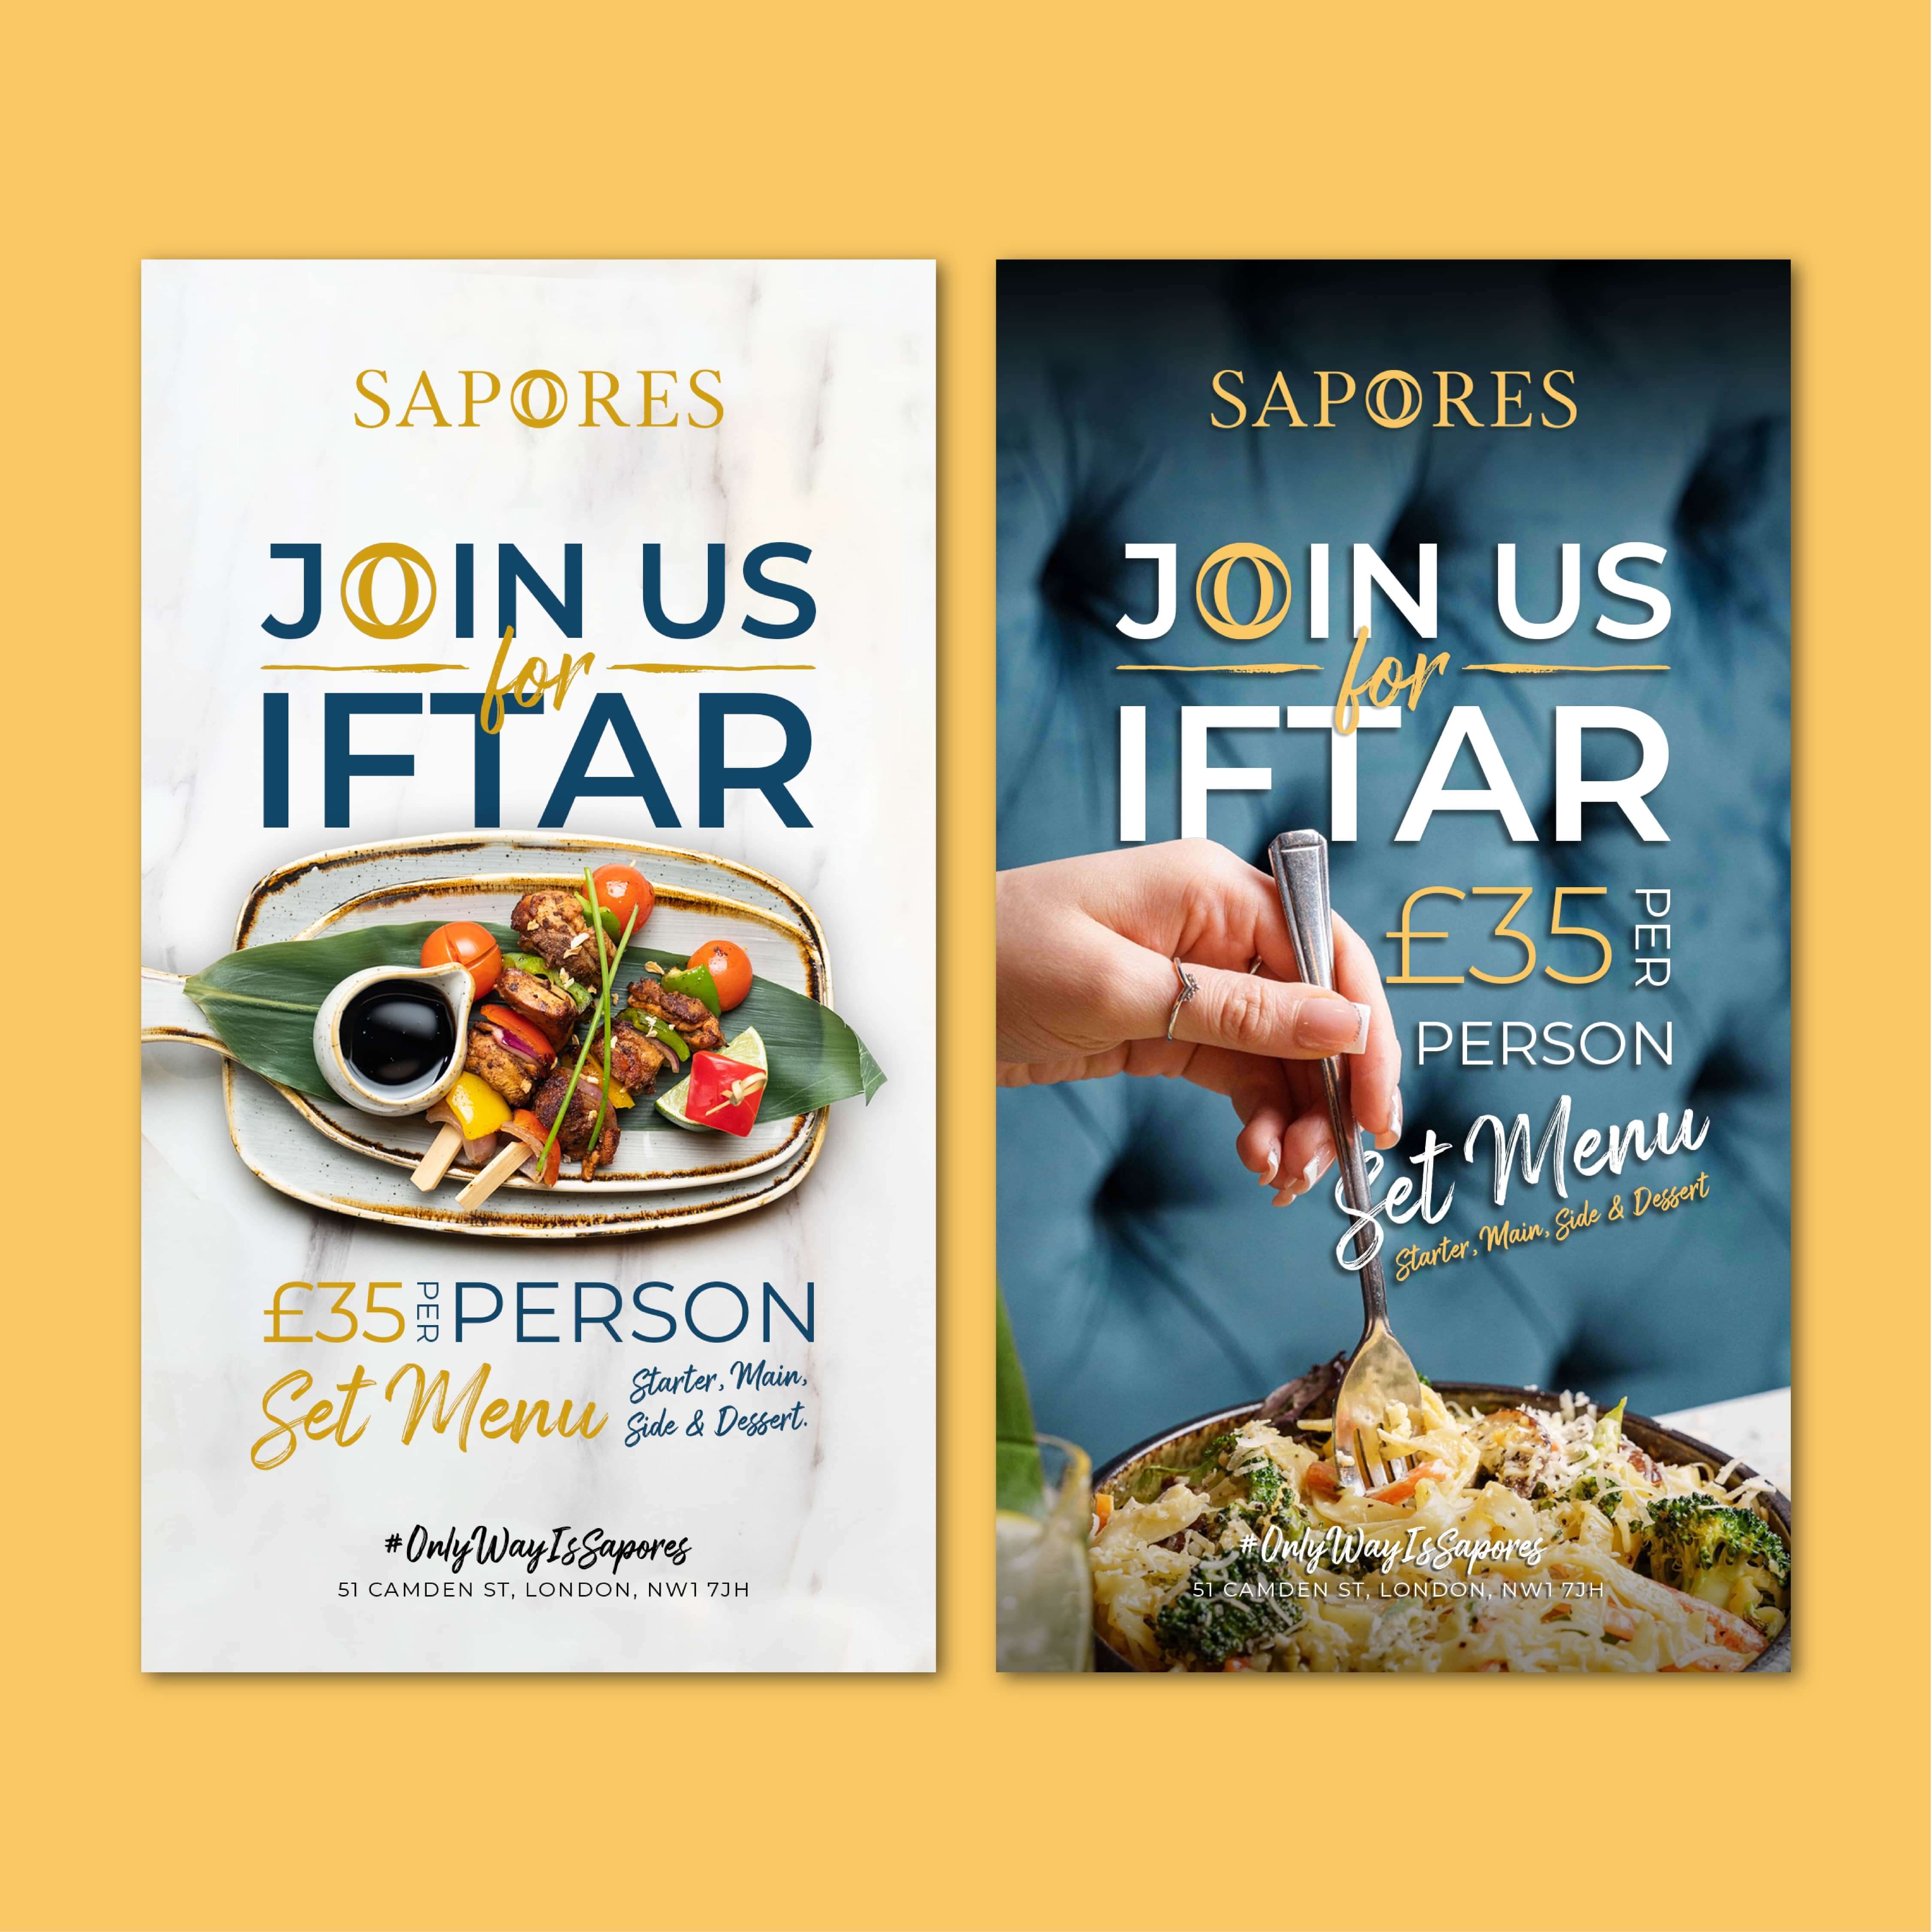 SAPORES
JOIN US
for
IFTAR
£35 PER PERSON
Set Menu
Starter, Main,
Side & Dessert.
#OnlyWayIsSapores
51 CAMDEN ST, LONDON, NW1 7JH
SAPORES
JOIN US
for
IFTAR
£35 PER
PERSON
Set Menu
Starter, Main, Side & Dessert
#OnlyWayIsSapores
51 CAMDEN ST, LONDON, NW1 7JH